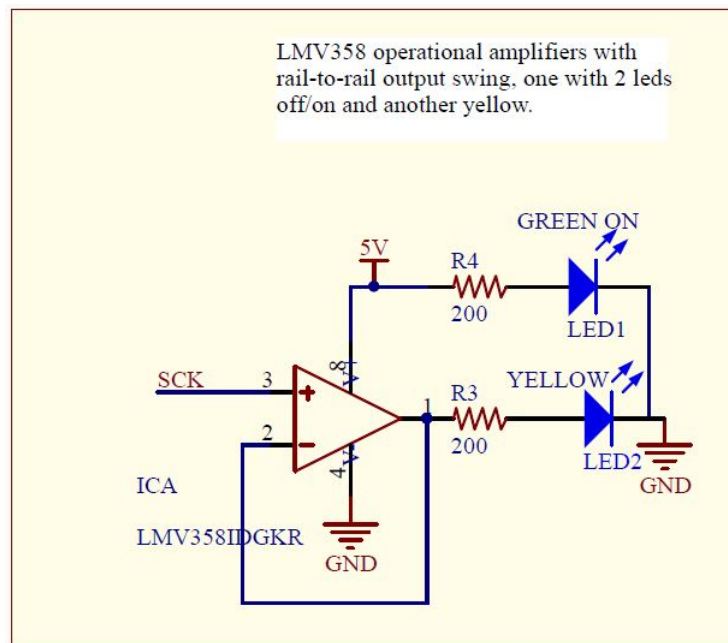 LMV358 operational amplifiers with
rail-to-rail output swing, one with 2 leds
off/on and another yellow.
GREEN ON
5V
R4
200
LED1
8
V+
SCK
3
1
R3
YELLOW
200
LED2
2
4
V-
GND
ICA
LMV358IDGKR
GND